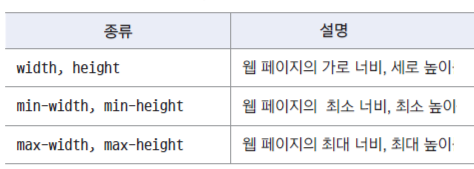 종류 설명
width, height 웹 페이지의 가로 너비, 세로 높이
min-width, min-height 웹 페이지의 최소 너비, 최소 높이
max-width, max-height 웹 페이지의 최대 너비, 최대 높이